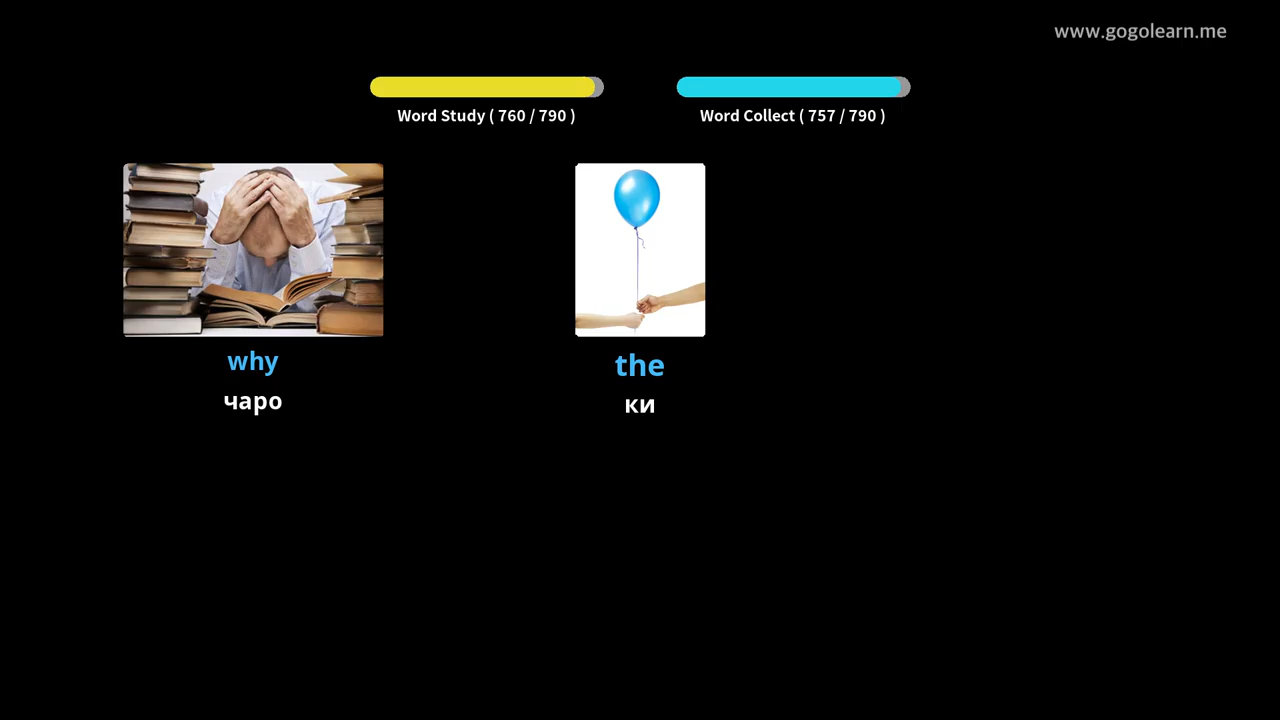 www.gogolearn.me
Word Study ( 760 / 790 )
Word Collect ( 757 / 790 )
why
чаро
the
ки